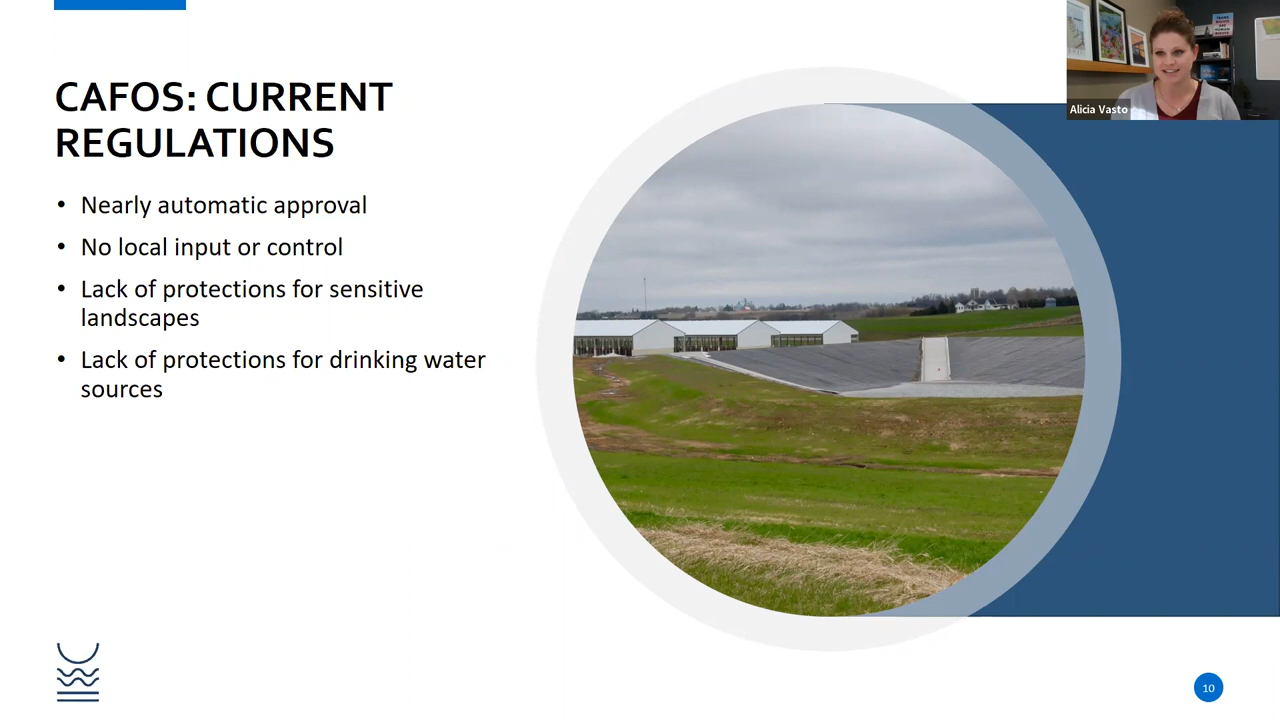 CAFOS: CURRENT
REGULATIONS
• Nearly automatic approval
• No local input or control
• Lack of protections for sensitive
landscapes
• Lack of protections for drinking water
sources
Alicia Vasto
10